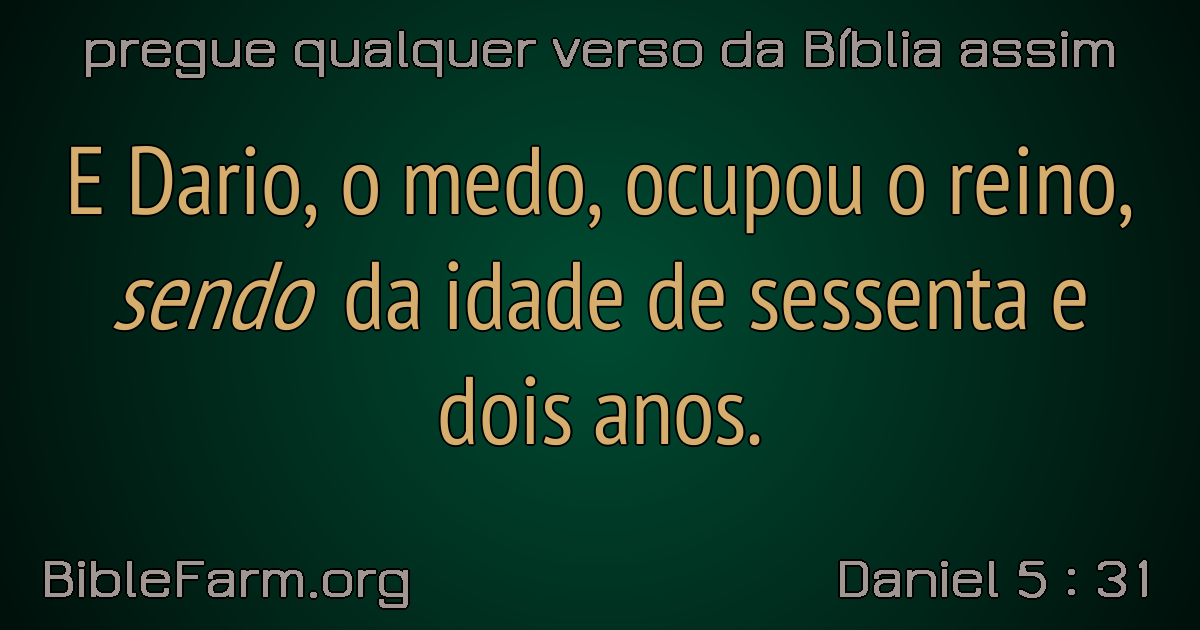 pregue qualquer verso da Bíblia assim
E Dario, o medo, ocupou o reino,
sendo da idade de sessenta e
dois anos.
BibleFarm.org
Daniel 5 : 31